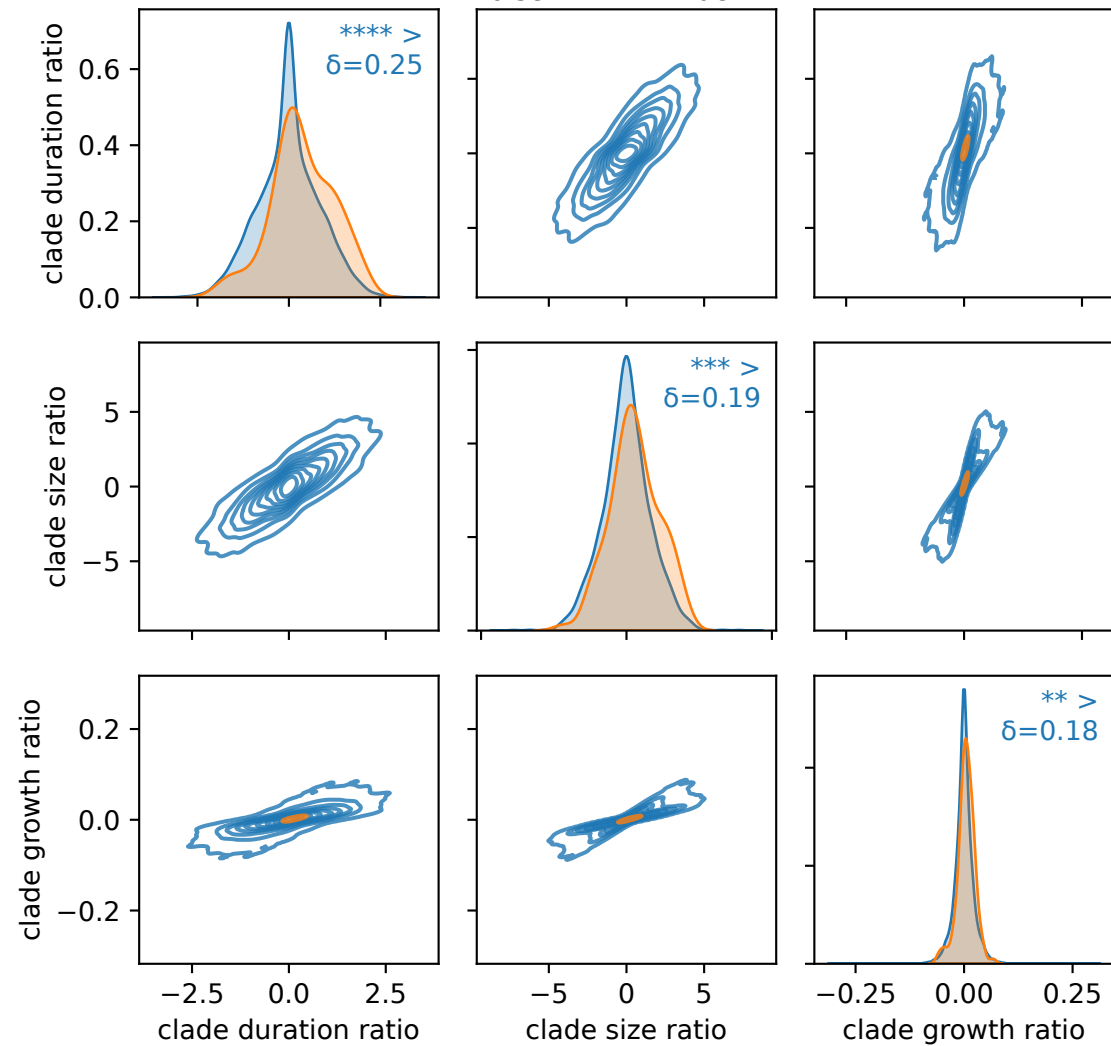 clade duration ratio
0.6
0.4
0.2
0.0
**** >
δ=0.25
clade size ratio
5
0
−5
*** >
δ=0.19
clade growth ratio
0.2
0.0
−0.2
** >
δ=0.18
−2.5 0.0 2.5
−5 0 5
−0.25 0.00 0.25
clade duration ratio
clade size ratio
clade growth ratio